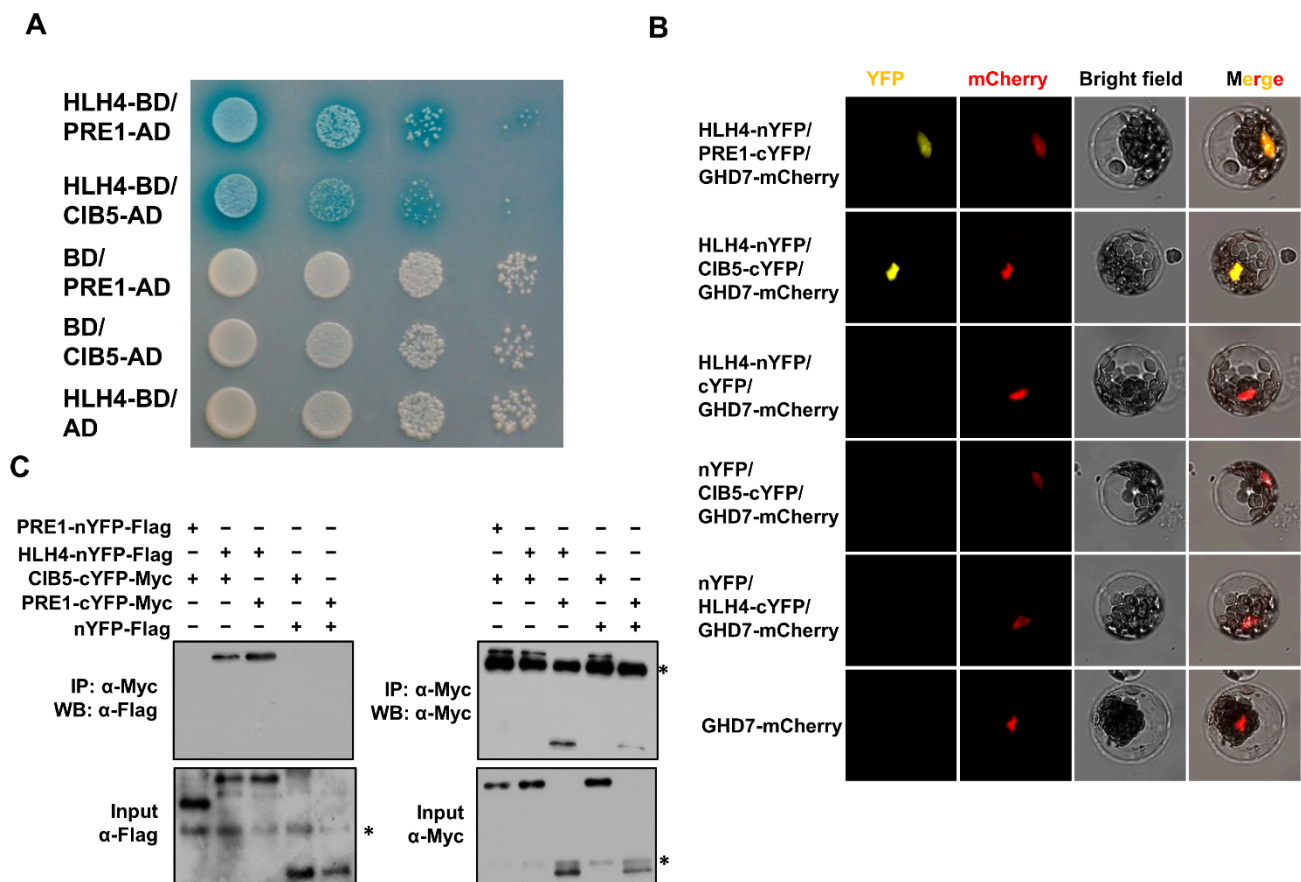 A
HLH4-BD/
PRE1-AD
HLH4-BD/
CIB5-AD
BD/
PRE1-AD
BD/
CIB5-AD
HLH4-BD/
AD
B
YFP mCherry Bright field Merge
HLH4-nYFP/
PRE1-cYFP/
GHD7-mCherry
HLH4-nYFP/
CIB5-cYFP/
GHD7-mCherry
HLH4-nYFP/
cYFP/
GHD7-mCherry
nYFP/
CIB5-cYFP/
GHD7-mCherry
nYFP/
HLH4-cYFP/
GHD7-mCherry
GHD7-mCherry
C
PRE1-nYFP-Flag + – – – – + – – – –
HLH4-nYFP-Flag – + + – – – + + – –
CIB5-cYFP-Myc + + – + – + + – + –
PRE1-cYFP-Myc – – + – + – – + – +
nYFP-Flag – – – + + – – – + +
IP: α-Myc
WB: α-Flag
IP: α-Myc
WB: α-Myc
*
Input
α-Flag
*
Input
α-Myc
*